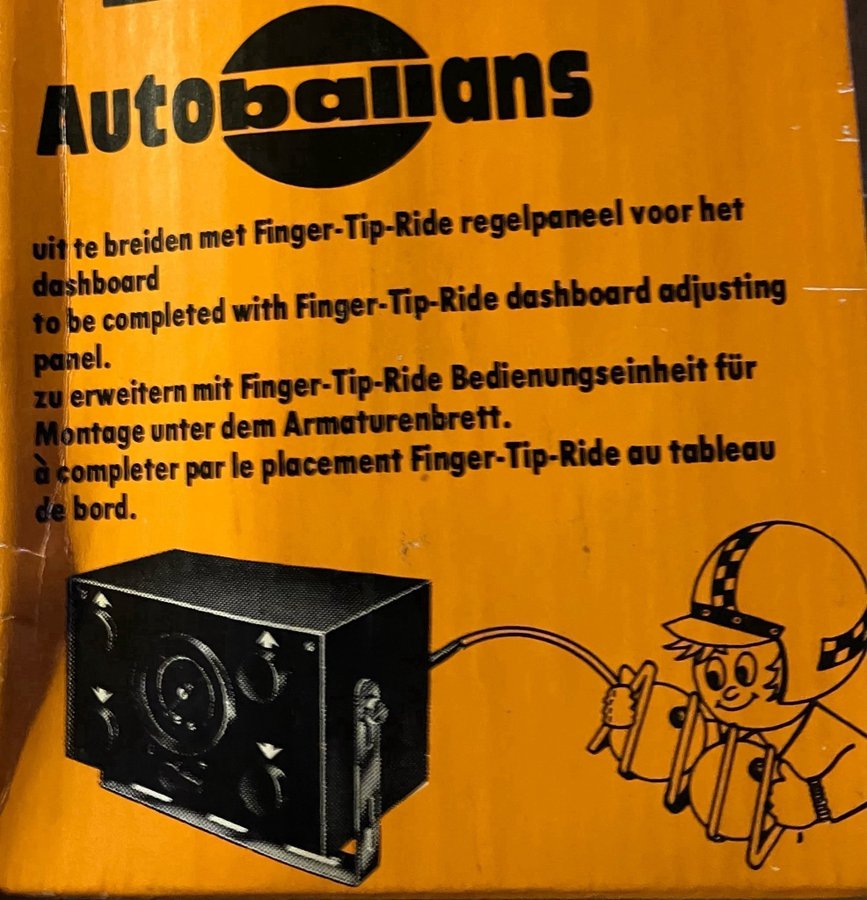 Autoballans
uit te breiden met Finger-Tip-Ride regelpaneel voor het
dashboard
to be completed with Finger-Tip-Ride dashboard adjusting
panel.
zu erweitern mit Finger-Tip-Ride Bedienungseinheit für
Montage unter dem Armaturenbrett.
à completer par le placement Finger-Tip-Ride au tableau
de bord.